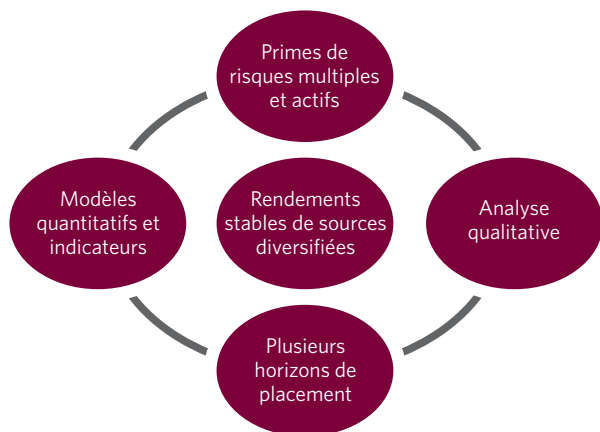 Primes de
risques multiples
et actifs
Modèles
quantitatifs et
indicateurs
Rendements
stables de sources
diversifiées
Analyse
qualitative
Plusieurs
horizons de
placement